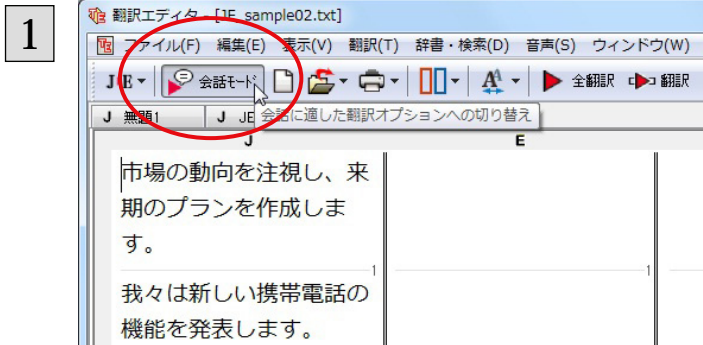 1
翻訳エディタ - [JE_sample02.txt]
ファイル(F) 編集(E) 表示(V) 翻訳(T) 辞書・検索(D) 音声(S) ウィンドウ(W)
J E 会話モード A 全翻訳 翻訳
J 無題1 J JE
会話に適した翻訳オプションへの切り替え
J E
市場の動向を注視し、来
期のプランを作成しま
す。
1 1
我々は新しい携帯電話の
機能を発表します。